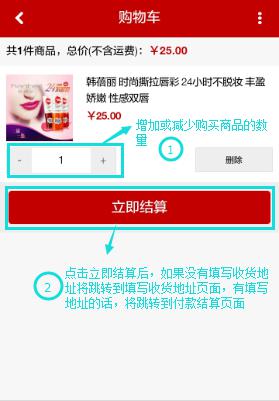 购物车
共1件商品，总价(不含运费)：￥25.00
韩蓓丽 时尚撕拉唇彩 24小时不脱妆 丰盈
娇嫩 性感双唇
￥25.00
增加或减少购买商品的数
量
1
- 1 +
删除
立即结算
2
点击立即结算后，如果没有填写收货地
址将跳转到填写收货地址页面，有填写
地址的话，将跳转到付款结算页面